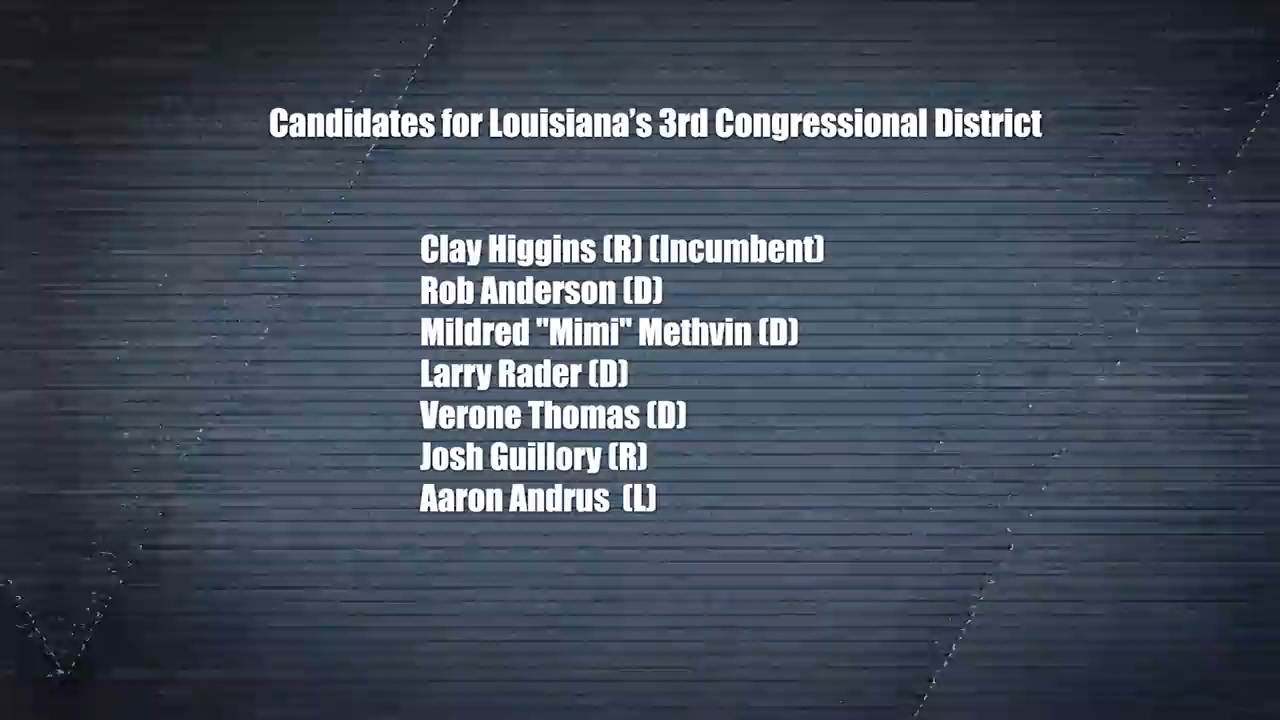 Candidates for Louisiana’s 3rd Congressional District
Clay Higgins (R) (Incumbent)
Rob Anderson (D)
Mildred "Mimi" Methvin (D)
Larry Rader (D)
Verone Thomas (D)
Josh Guillory (R)
Aaron Andrus (L)